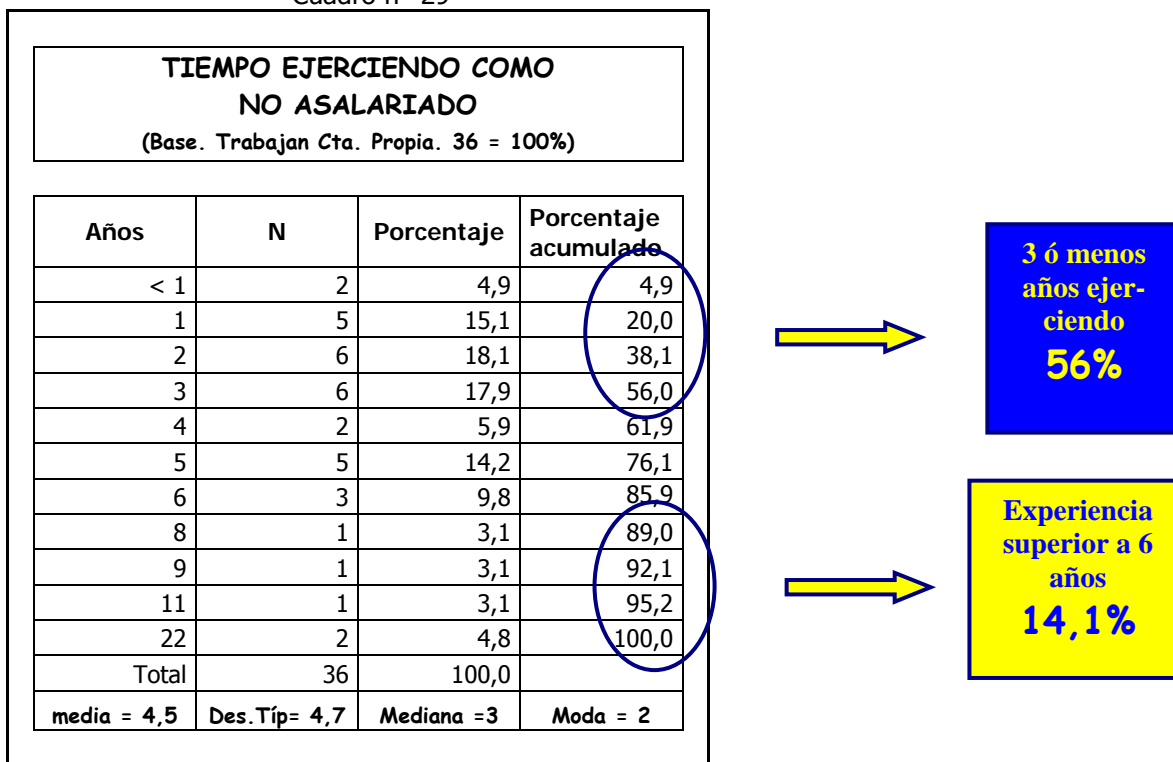 Cuadro nº 29
TIEMPO EJERCIENDO COMO
NO ASALARIADO
(Base. Trabajan Cta. Propia. 36 = 100%)
Años N Porcentaje Porcentaje acumulado
< 1 2 4,9 4,9
1 5 15,1 20,0
2 6 18,1 38,1
3 6 17,9 56,0
4 2 5,9 61,9
5 5 14,2 76,1
6 3 9,8 85,9
8 1 3,1 89,0
9 1 3,1 92,1
11 1 3,1 95,2
22 2 4,8 100,0
Total 36 100,0
media = 4,5 Des.Típ= 4,7 Mediana =3 Moda = 2
3 ó menos
años ejer-
ciendo
56%
Experiencia
superior a 6
años
14,1%